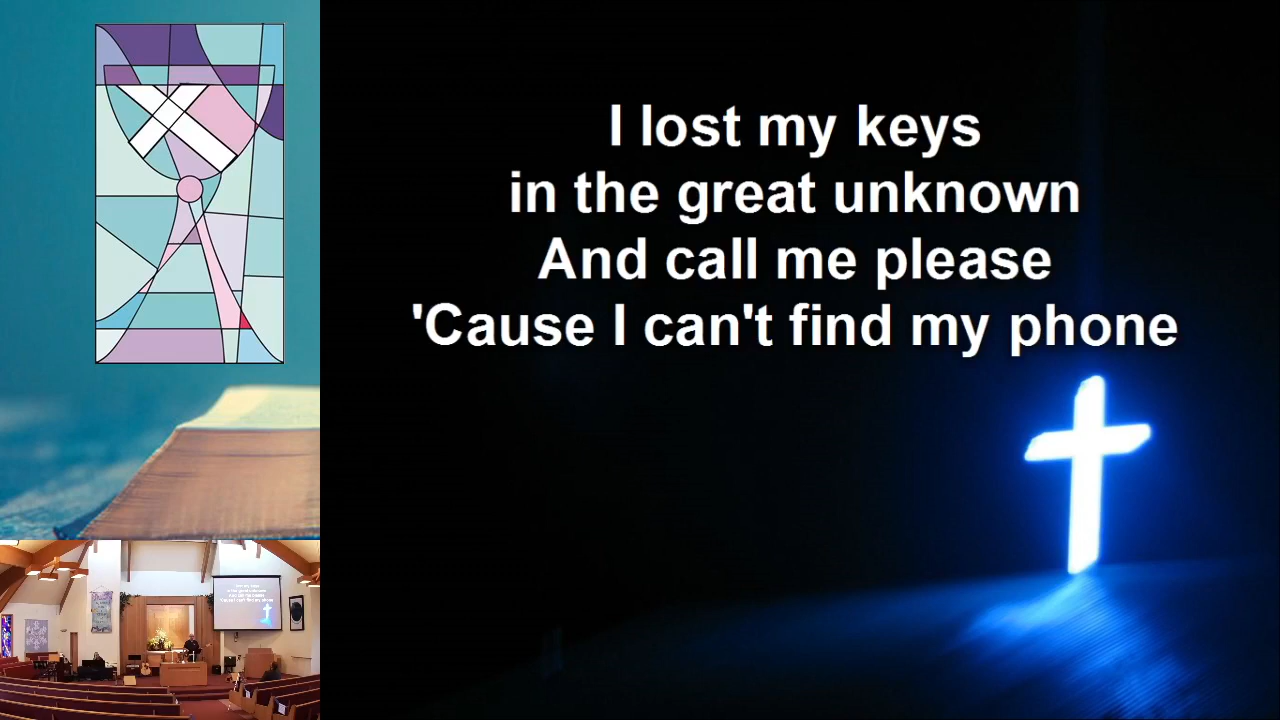 I lost my keys
in the great unknown
And call me please
'Cause I can't find my phone